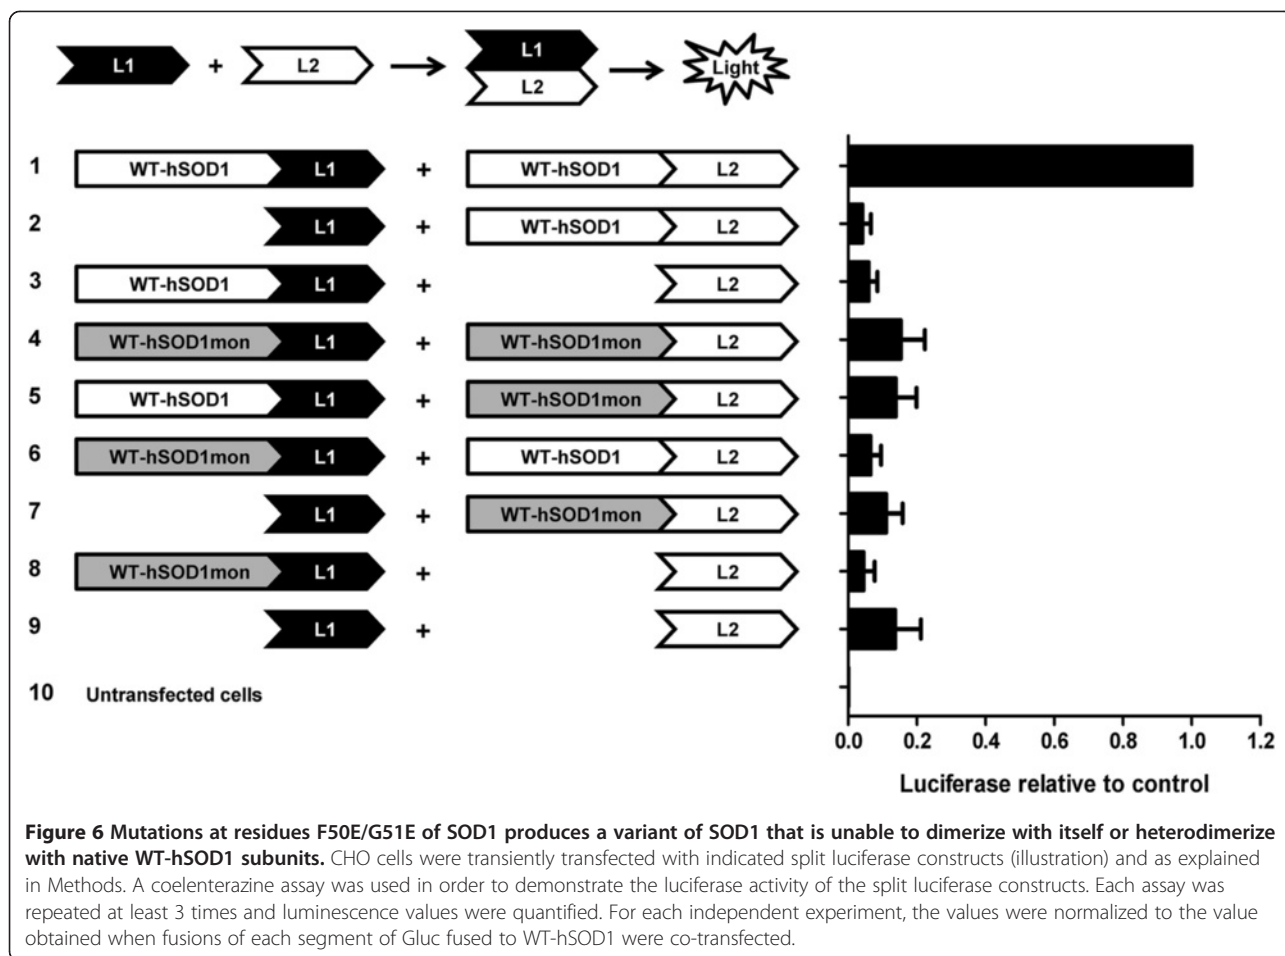 L1 + L2 L1 L2 Light
1 WT-hSOD1 L1 + WT-hSOD1 L2
2 L1 + WT-hSOD1 L2
3 WT-hSOD1 L1 + L2
4 WT-hSOD1mon L1 + WT-hSOD1mon L2
5 WT-hSOD1 L1 + WT-hSOD1mon L2
6 WT-hSOD1mon L1 + WT-hSOD1 L2
7 L1 + WT-hSOD1mon L2
8 WT-hSOD1mon L1 + L2
9 L1 + L2
10 Untransfected cells
0.0 0.2 0.4 0.6 0.8 1.0 1.2
Luciferase relative to control
Figure 6 Mutations at residues F50E/G51E of SOD1 produces a variant of SOD1 that is unable to dimerize with itself or heterodimerize
with native WT-hSOD1 subunits. CHO cells were transiently transfected with indicated split luciferase constructs (illustration) and as explained
in Methods. A coelenterazine assay was used in order to demonstrate the luciferase activity of the split luciferase constructs. Each assay was
repeated at least 3 times and luminescence values were quantified. For each independent experiment, the values were normalized to the value
obtained when fusions of each segment of Gluc fused to WT-hSOD1 were co-transfected.